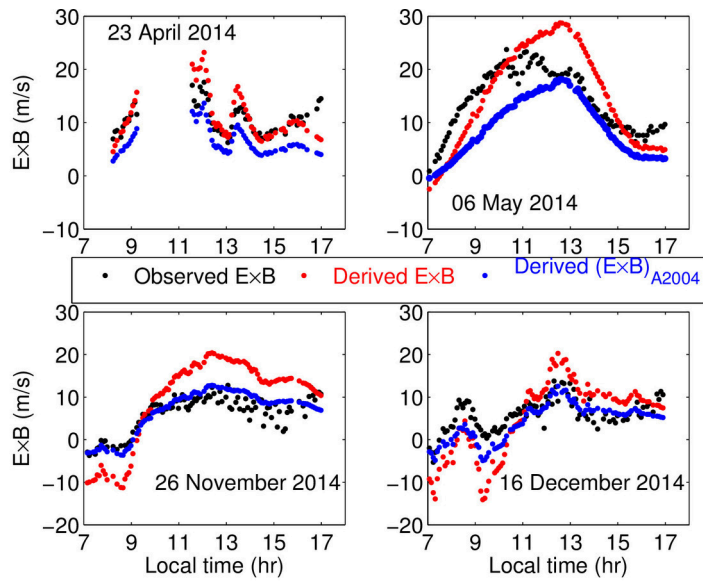 30
20
10
0
−10
E×B (m/s)
23 April 2014
7 9 11 13 15 17
30
20
10
0
−10
06 May 2014
7 9 11 13 15 17
Observed E×B
Derived E×B
Derived (E×B)A2004
30
20
10
0
−10
−20
E×B (m/s)
26 November 2014
7 9 11 13 15 17
Local time (hr)
30
20
10
0
−10
−20
16 December 2014
7 9 11 13 15 17
Local time (hr)